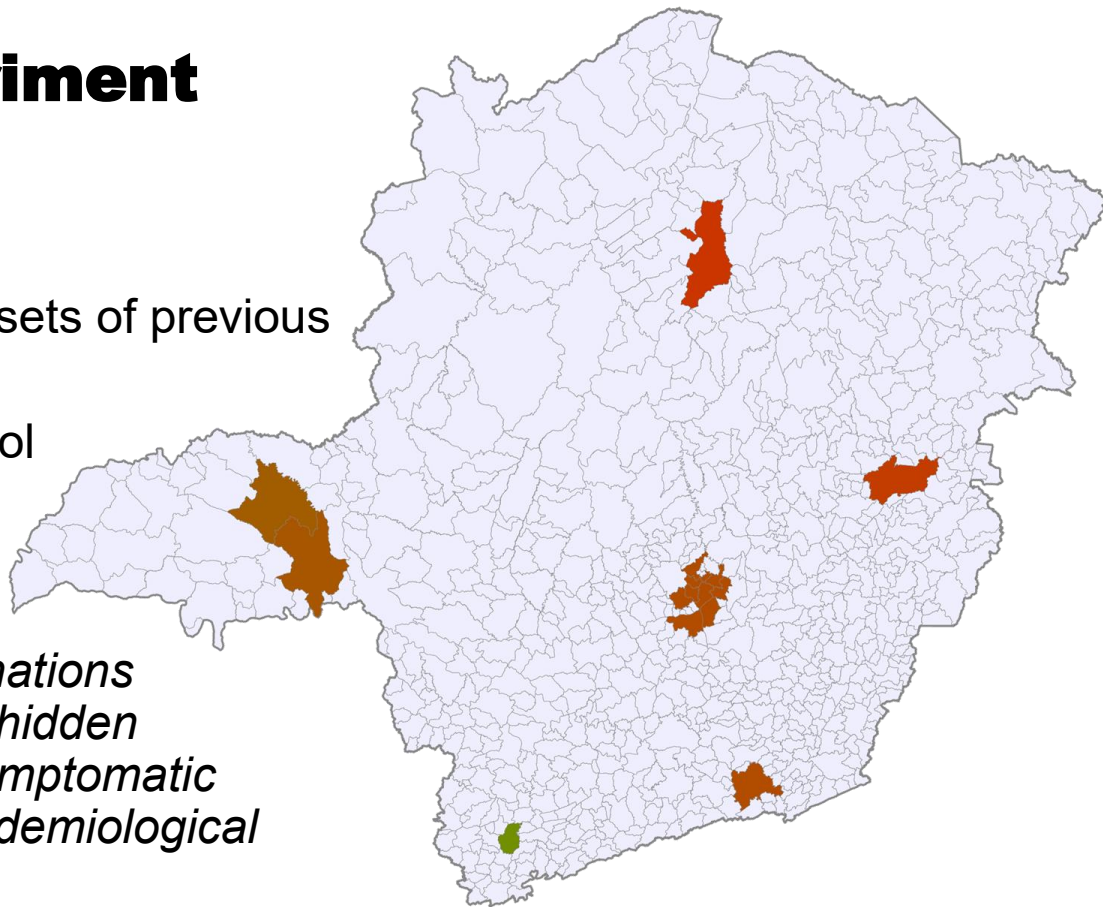 riment
sets of previous
ol
nations
hidden
mptomatic
demiological